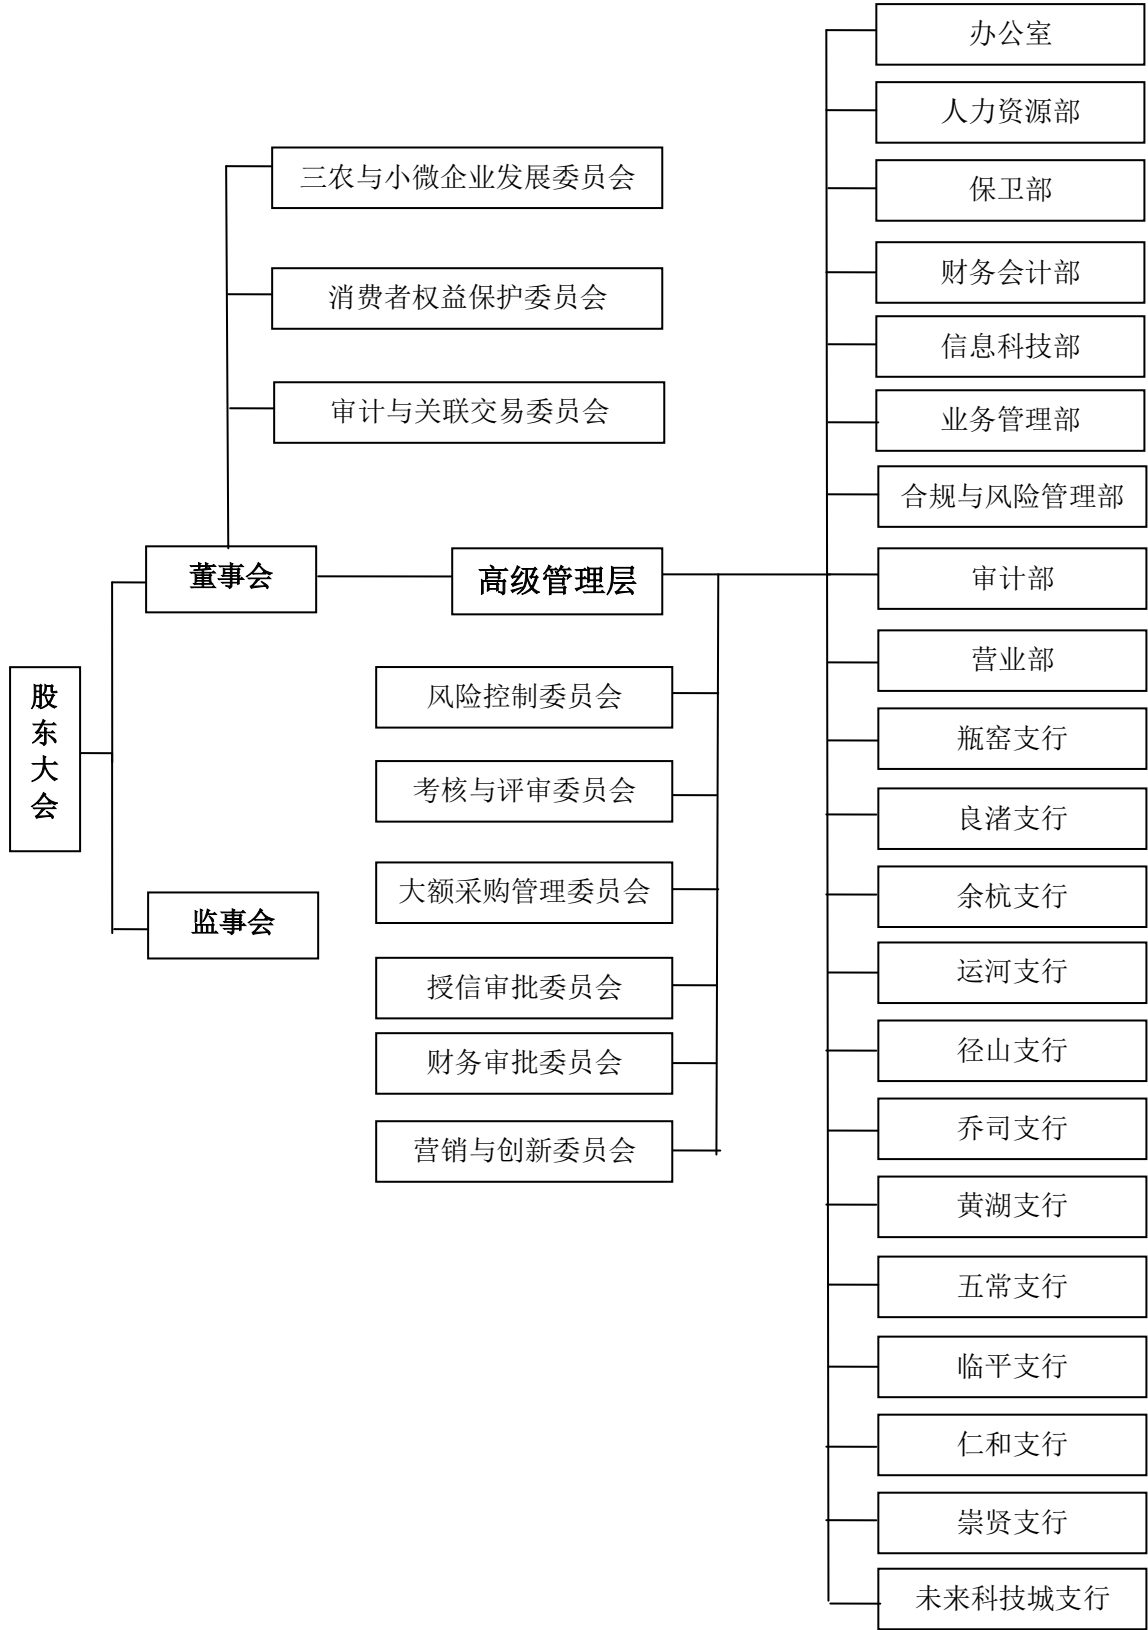 股东大会
董事会
监事会
三农与小微企业发展委员会
消费者权益保护委员会
审计与关联交易委员会
高级管理层
风险控制委员会
考核与评审委员会
大额采购管理委员会
授信审批委员会
财务审批委员会
营销与创新委员会
办公室
人力资源部
保卫部
财务会计部
信息科技部
业务管理部
合规与风险管理部
审计部
营业部
瓶窑支行
良渚支行
余杭支行
运河支行
径山支行
乔司支行
黄湖支行
五常支行
临平支行
仁和支行
崇贤支行
未来科技城支行